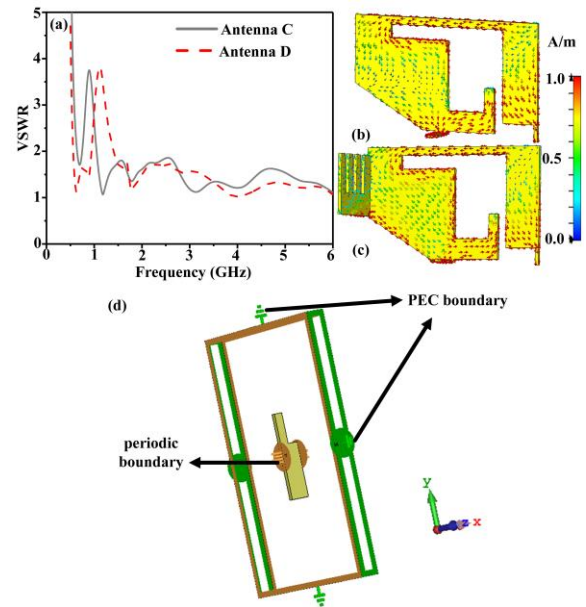 (a)
Antenna C
Antenna D
VSWR
5
4
3
2
1
0 1 2 3 4 5 6
Frequency (GHz)
A/m
1.0
0.5
0.0
(b)
(c)
(d)
PEC boundary
periodic
boundary
y
z x